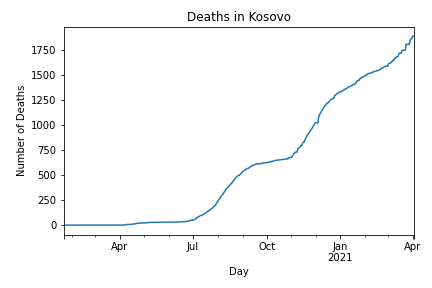 Deaths in Kosovo
Number of Deaths
1750
1500
1250
1000
750
500
250
0
Apr
Jul
Oct
Jan
2021
Apr
Day